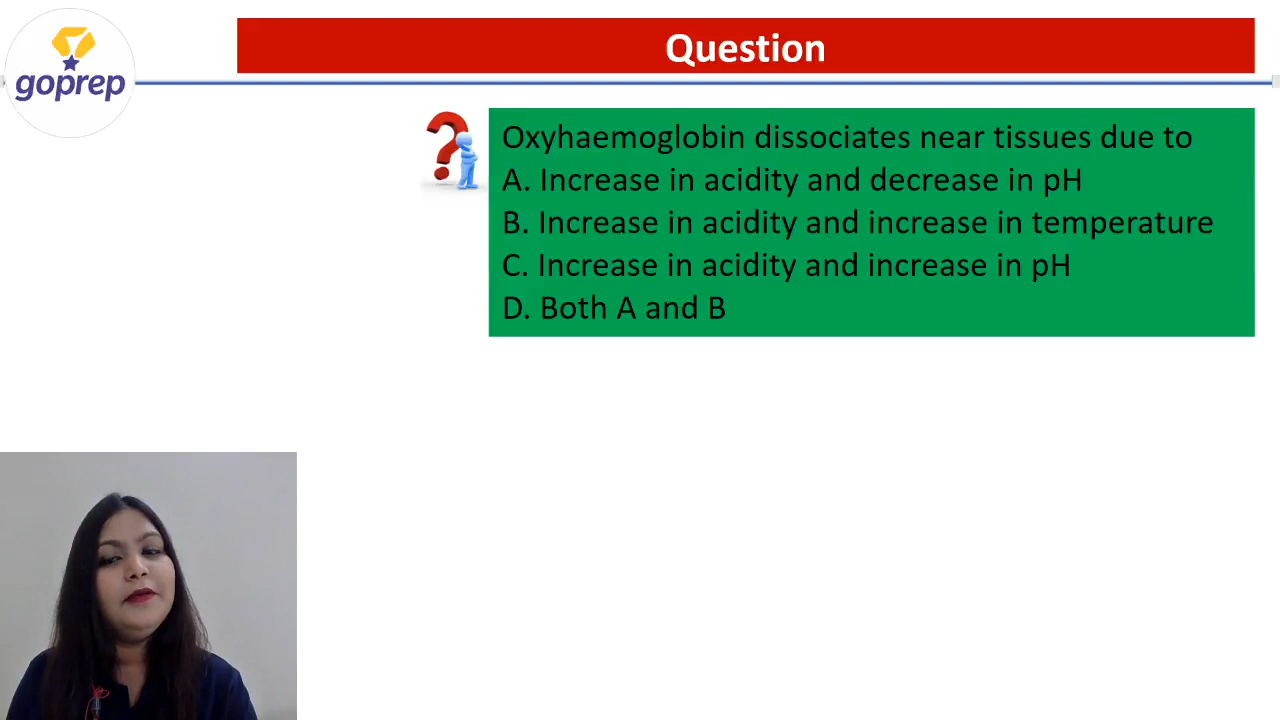 goprep
Question
Oxyhaemoglobin dissociates near tissues due to
A. Increase in acidity and decrease in pH
B. Increase in acidity and increase in temperature
C. Increase in acidity and increase in pH
D. Both A and B